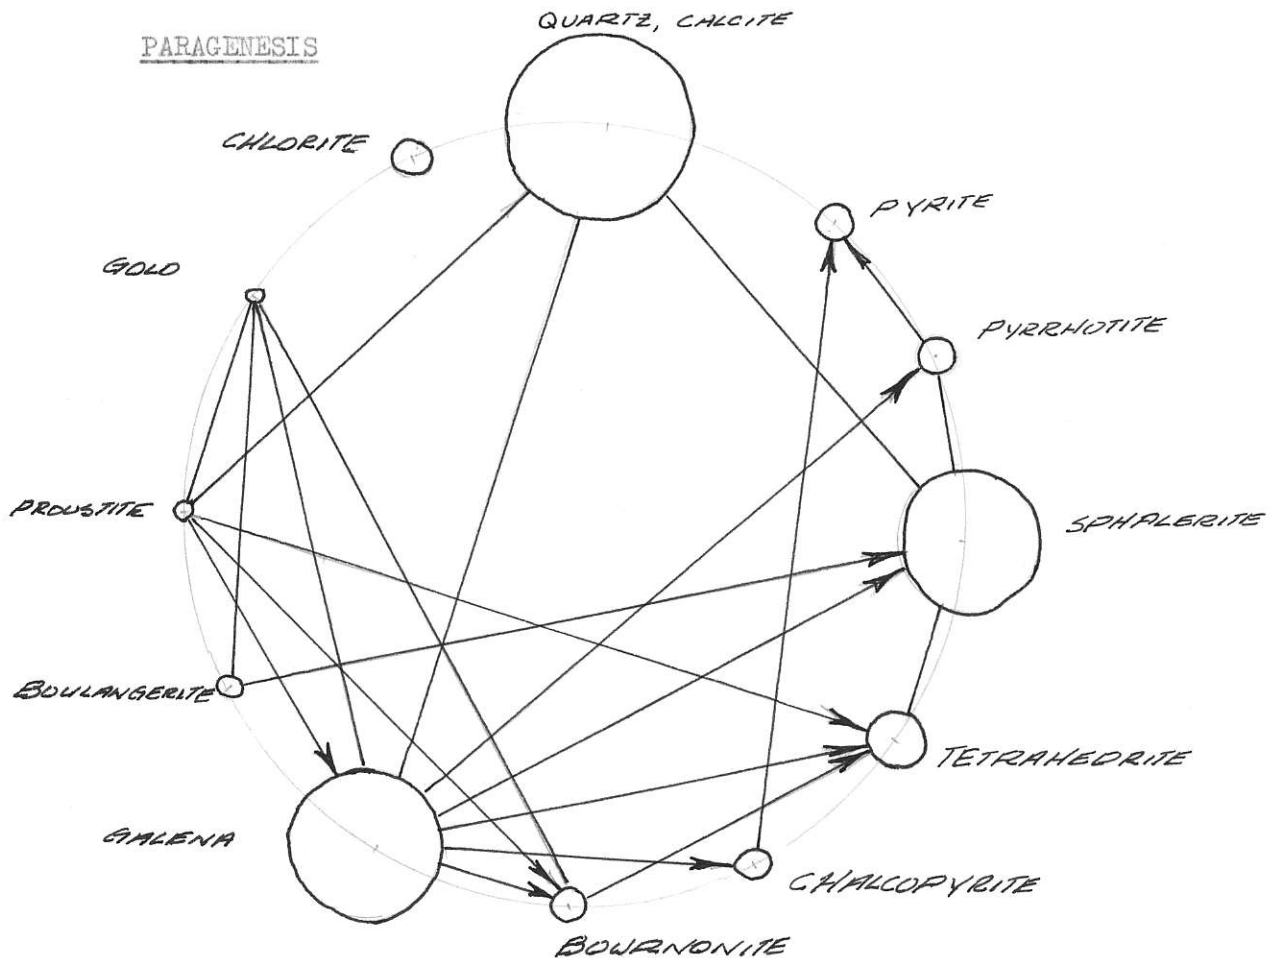 QUARTZ, CALCITE
PARAGENESIS
CHLORITE
PYRITE
GOLD
PYRRHOTITE
PROUSTITE
SPHALERITE
BOULANGERITE
TETRAHEDRITE
GALENA
CHALCOPYRITE
BOURNONITE